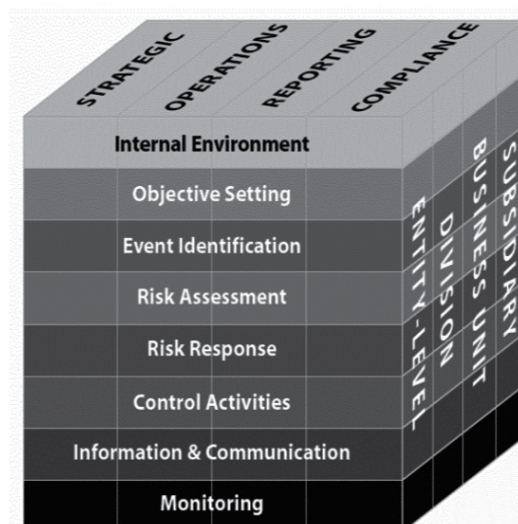 STRATEGIC
OPERATIONS
REPORTING
COMPLIANCE
Internal Environment
Objective Setting
Event Identification
Risk Assessment
Risk Response
Control Activities
Information & Communication
Monitoring
ENTITY-LEVEL
DIVISION
BUSINESS UNIT
SUBSIDIARY